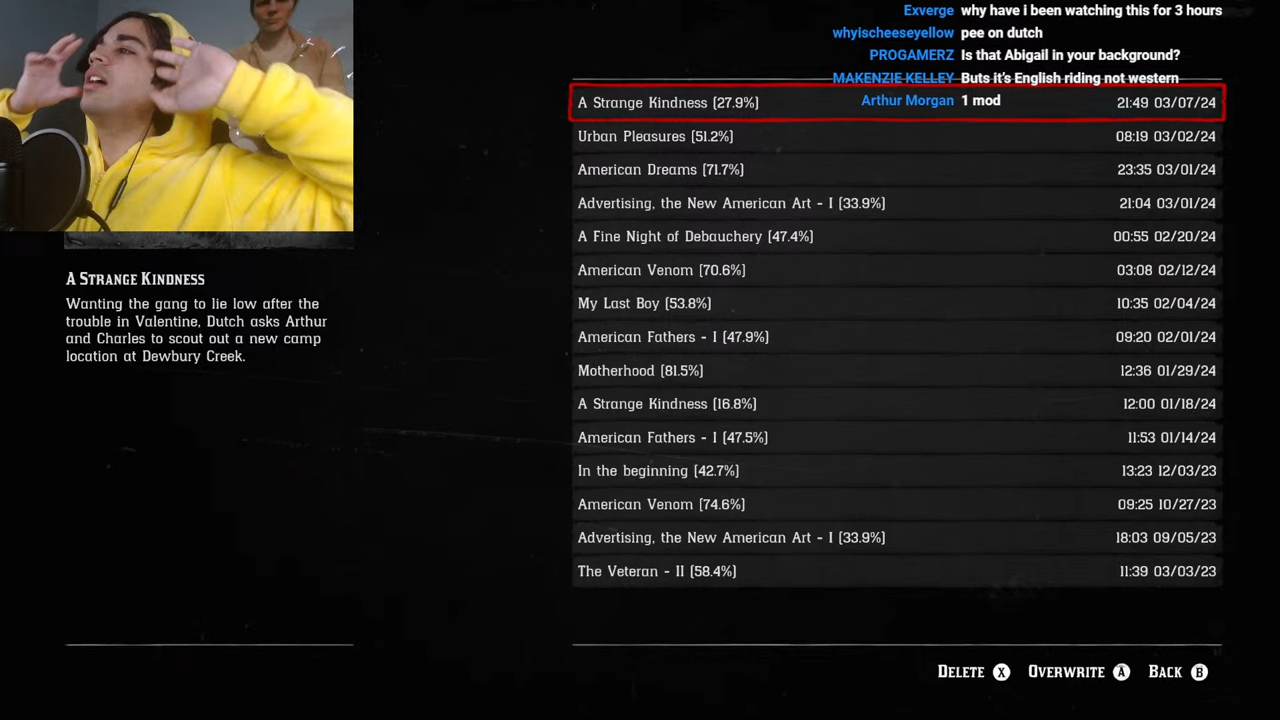 Exverge why have i been watching this for 3 hours
whyischeeseyellow pee on dutch
PROGAMERZ Is that Abigail in your background?
MAKENZIE KELLEY Buts it's English riding not western
Arthur Morgan 1 mod
A Strange Kindness (27.9%) 21:49 03/07/24
Urban Pleasures (51.2%) 08:19 03/02/24
American Dreams (71.7%) 23:35 03/01/24
Advertising, the New American Art - I (33.9%) 21:04 03/01/24
A Fine Night of Debauchery (47.4%) 00:55 02/20/24
American Venom (70.6%) 03:08 02/12/24
My Last Boy (53.8%) 10:35 02/04/24
American Fathers - I (47.9%) 09:20 02/01/24
Motherhood (81.5%) 12:36 01/29/24
A Strange Kindness (16.8%) 12:00 01/18/24
American Fathers - I (47.5%) 11:53 01/14/24
In the beginning (42.7%) 13:23 12/03/23
American Venom (74.6%) 09:25 10/27/23
Advertising, the New American Art - I (33.9%) 18:03 09/05/23
The Veteran - II (58.4%) 11:39 03/03/23
A STRANGE KINDNESS
Wanting the gang to lie low after the
trouble in Valentine, Dutch asks Arthur
and Charles to scout out a new camp
location at Dewbury Creek.
DELETE X OVERWRITE A BACK B